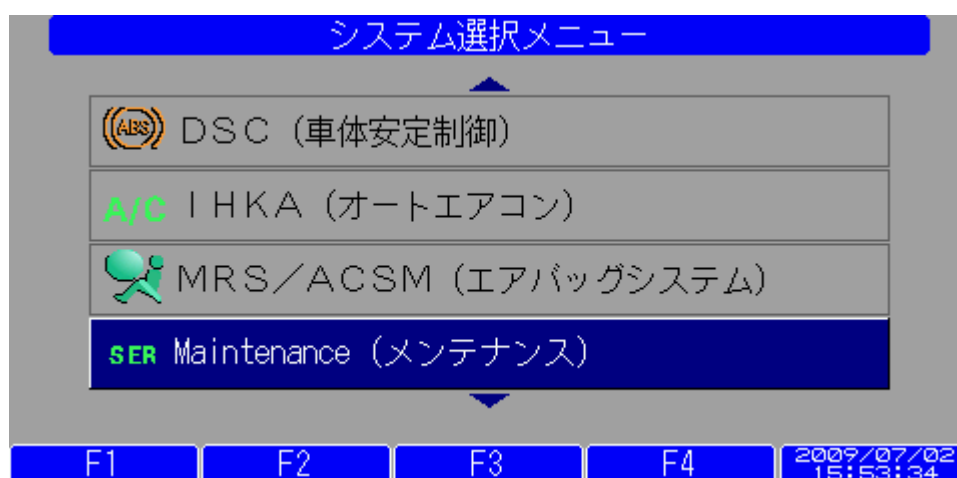 システム選択メニュー
ABS DSC（車体安定制御）
A/C IHKA（オートエアコン）
MRS／ACSM（エアバッグシステム）
SER Maintenance（メンテナンス）
F1 F2 F3 F4 2009/07/02
15:53:34